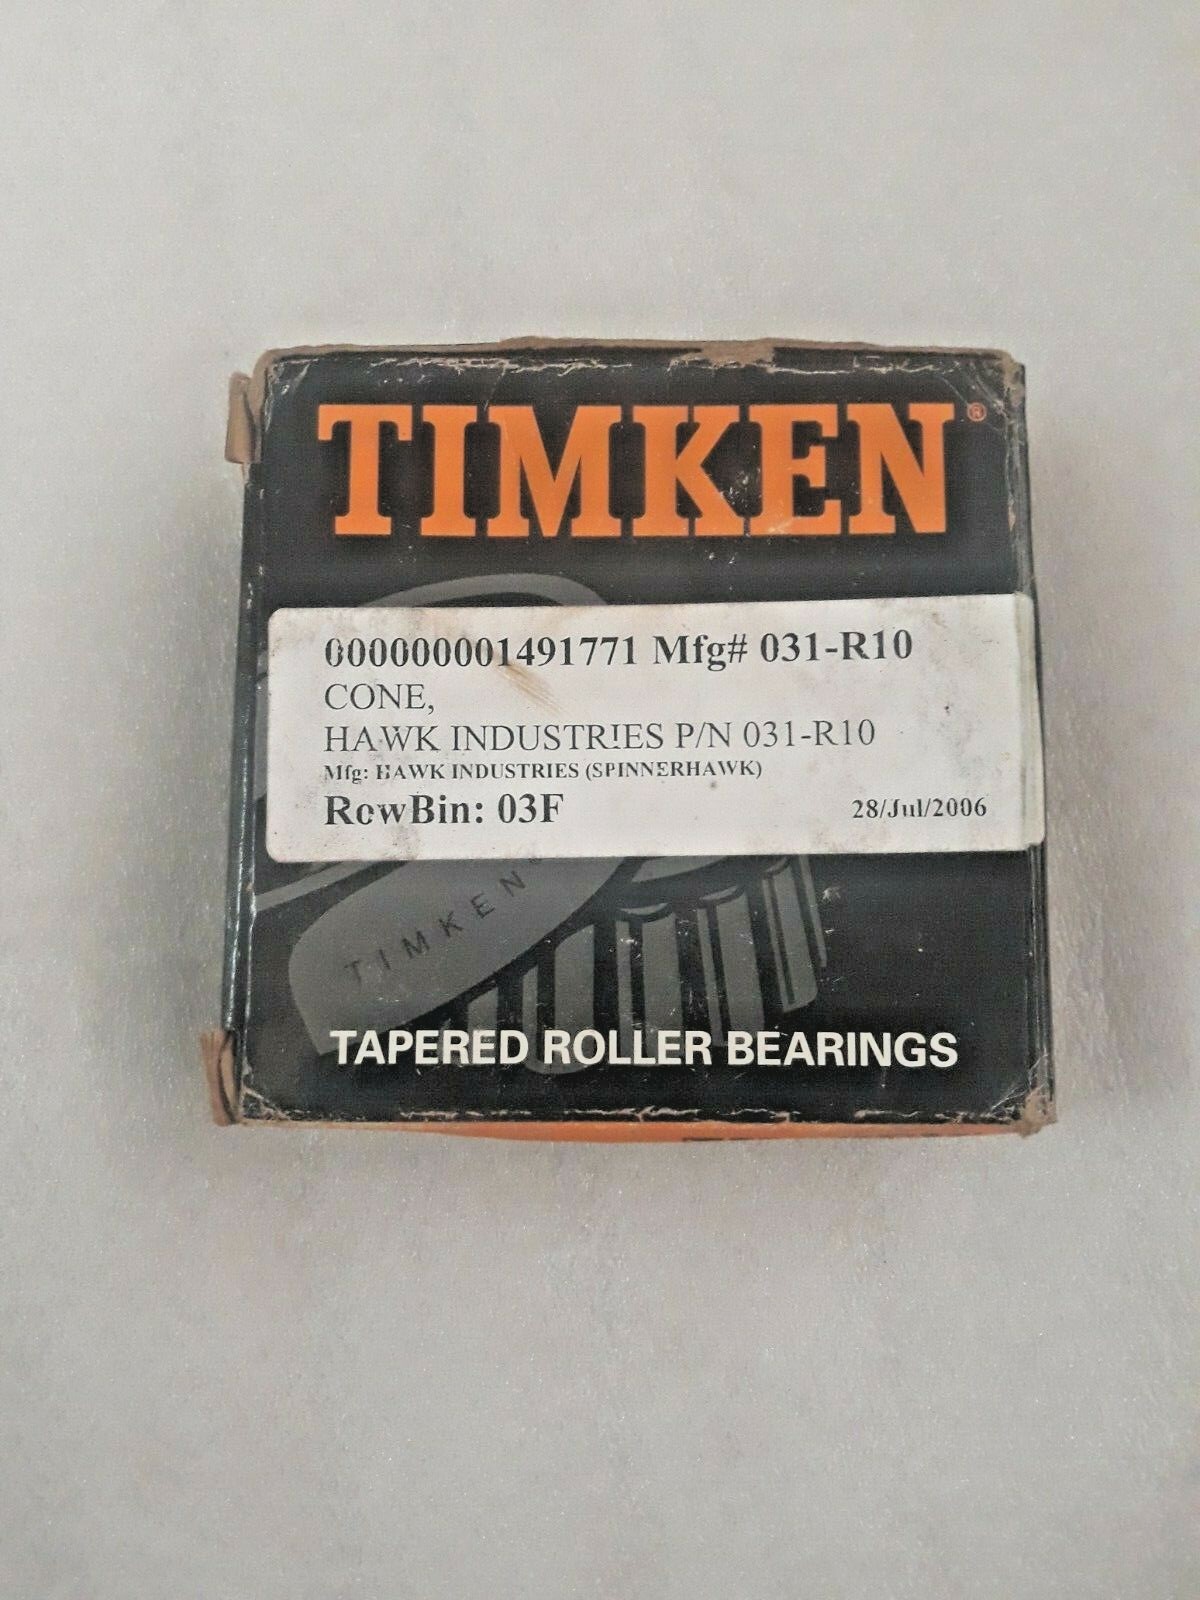 TIMKEN®
000000001491771 Mfg# 031-R10
CONE,
HAWK INDUSTRIES P/N 031-R10
Mfg: HAWK INDUSTRIES (SPINNERHAWK)
RowBin: 03F
28/Jul/2006
TIMKEN
TAPERED ROLLER BEARINGS